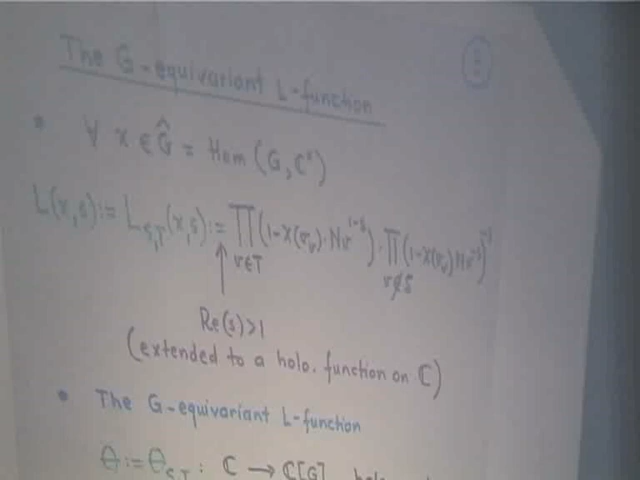 The G-equivariant L-function
• ∀ χ ∈ Ĝ = Hom (G, ℂˣ)
L(χ,s) := L_{S,T}(χ,s) := ∏_{v∈T} (1-χ(σ_v)·Nv^{1-s}) · ∏_{v∉S} (1-χ(σ_v)Nv^{-s})^{-1}
Re(s)>1
(extended to a holo. function on ℂ)
• The G-equivariant L-function
Θ := Θ_{S,T} : ℂ → ℂ[G]